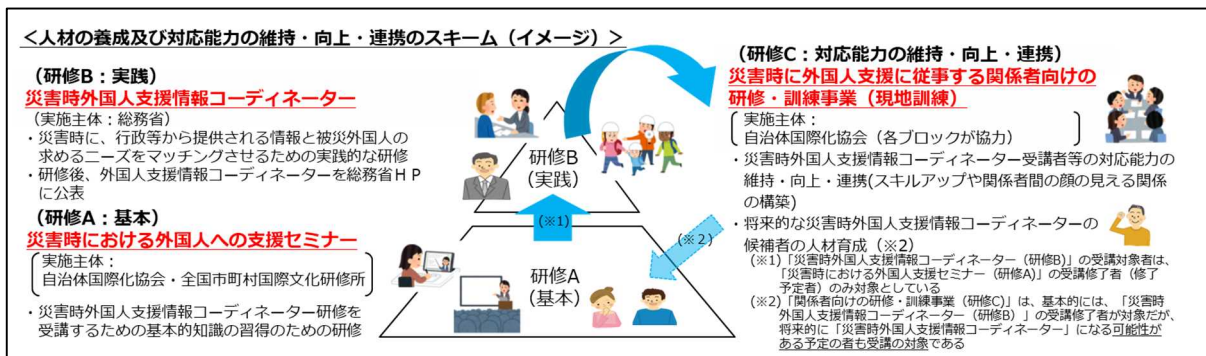 ＜人材の養成及び対応能力の維持・向上・連携のスキーム（イメージ）＞
（研修B：実践）
災害時外国人支援情報コーディネーター
（実施主体：総務省）
・災害時に、行政等から提供される情報と被災外国人の
求めるニーズをマッチングさせるための実践的な研修
・研修後、外国人支援情報コーディネーターを総務省ＨＰ
に公表
（研修A：基本）
災害時における外国人への支援セミナー
実施主体：
自治体国際化協会・全国市町村国際文化研修所
・災害時外国人支援情報コーディネーター研修を
受講するための基本的知識の習得のための研修
研修B
（実践）
(※1)
研修A
（基本）
(※２)
（研修C：対応能力の維持・向上・連携）
災害時に外国人支援に従事する関係者向けの
研修・訓練事業（現地訓練）
実施主体：
自治体国際化協会（各ブロックが協力）
・災害時外国人支援情報コーディネーター受講者等の対応能力の
維持・向上・連携(スキルアップや関係者間の顔の見える関係
の構築)
・将来的な災害時外国人支援情報コーディネーターの
候補者の人材育成（※2）
(※1)「災害時外国人支援情報コーディネーター（研修B)」の受講対象者は、
「災害時における外国人支援セミナー（研修A)」の受講修了者（修了
予定者）のみ対象としている
(※２)「関係者向けの研修・訓練事業（研修C)」は、基本的には、「災害時
外国人支援情報コーディネーター（研修B）」の受講修了者が対象だが、
将来的に「災害時外国人支援情報コーディネーター」になる可能性が
ある予定の者も受講の対象である